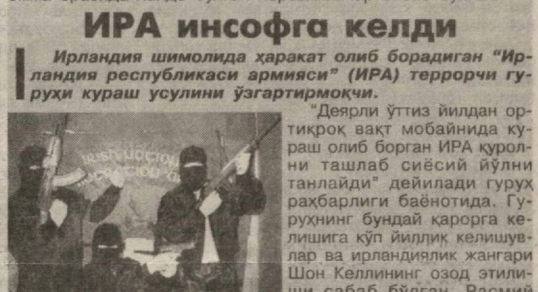 ИРА инсофга келди
Ирландия шимолида ҳаракат олиб борадиган “Ир-
ландия республикаси армияси” (ИРА) террорчи гу-
руҳи кураш усулини ўзгартирмоқчи.
“Деярли ўттиз йилдан ор-
тиқроқ вақт мобайнида ку-
раш олиб борган ИРА қурол-
ни ташлаб сиёсий йўлни
танлайди” дейилади гуруҳ
раҳбарлиги баёнотида. Гу-
руҳнинг бундай қарорга ке-
лишига кўп йиллик келишув-
лар ва ирландиялик жангари
Шон Келлининг озод этили-
ши сабаб бўлган. Расмий